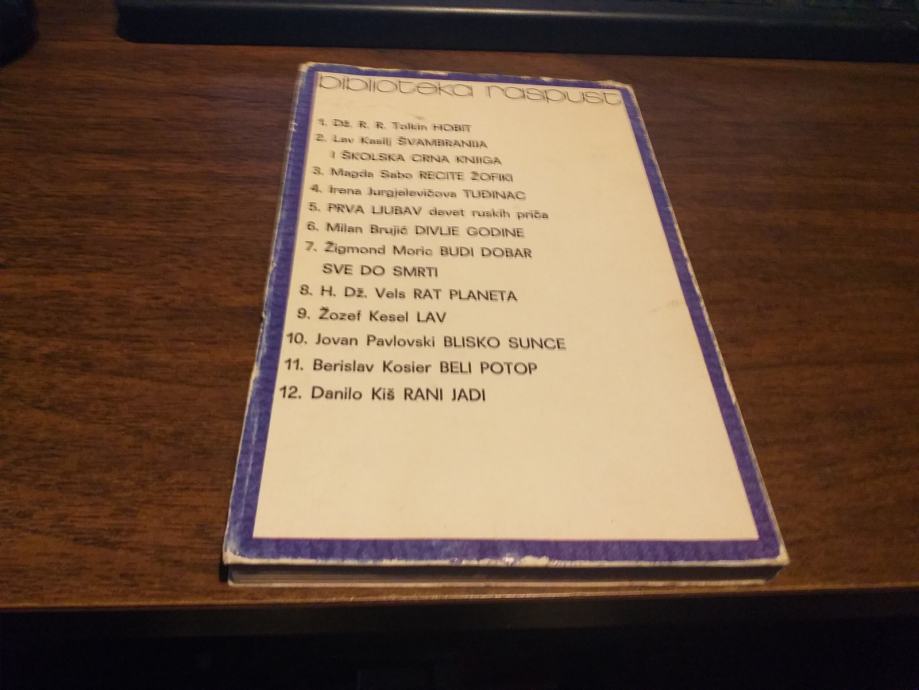 biblioteka raspust
1. Dž. R. R. Tolkin HOBIT
2. Lav Kasilj ŠVAMBRANIJA
I ŠKOLSKA CRNA KNJIGA
3. Magda Sabo RECITE ŽOFIKI
4. Irena Jurgjelevičova TUĐINAC
5. PRVA LJUBAV devet ruskih priča
6. Milan Brujić DIVLJE GODINE
7. Žigmond Moric BUDI DOBAR
SVE DO SMRTI
8. H. Dž. Vels RAT PLANETA
9. Žozef Kesel LAV
10. Jovan Pavlovski BLISKO SUNCE
11. Berislav Kosier BELI POTOP
12. Danilo Kiš RANI JADI